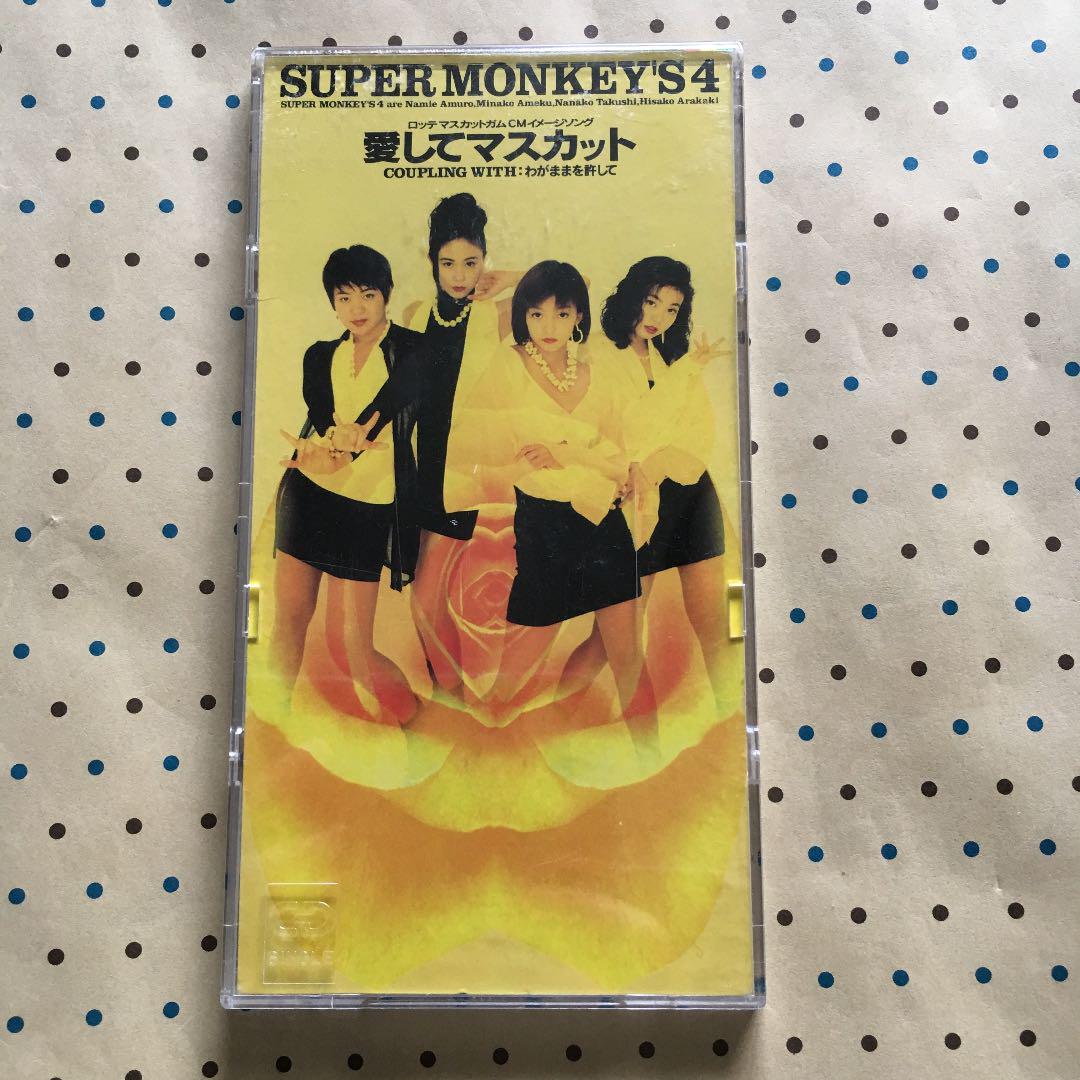 SUPER MONKEY'S 4
SUPER MONKEY'S 4 are Namie Amuro,Minako Ameku,Nanako Takushi,Hisako Arakaki
ロッテ マスカットガム CMイメージソング
愛してマスカット
COUPLING WITH:わがままを許して
SINGLE